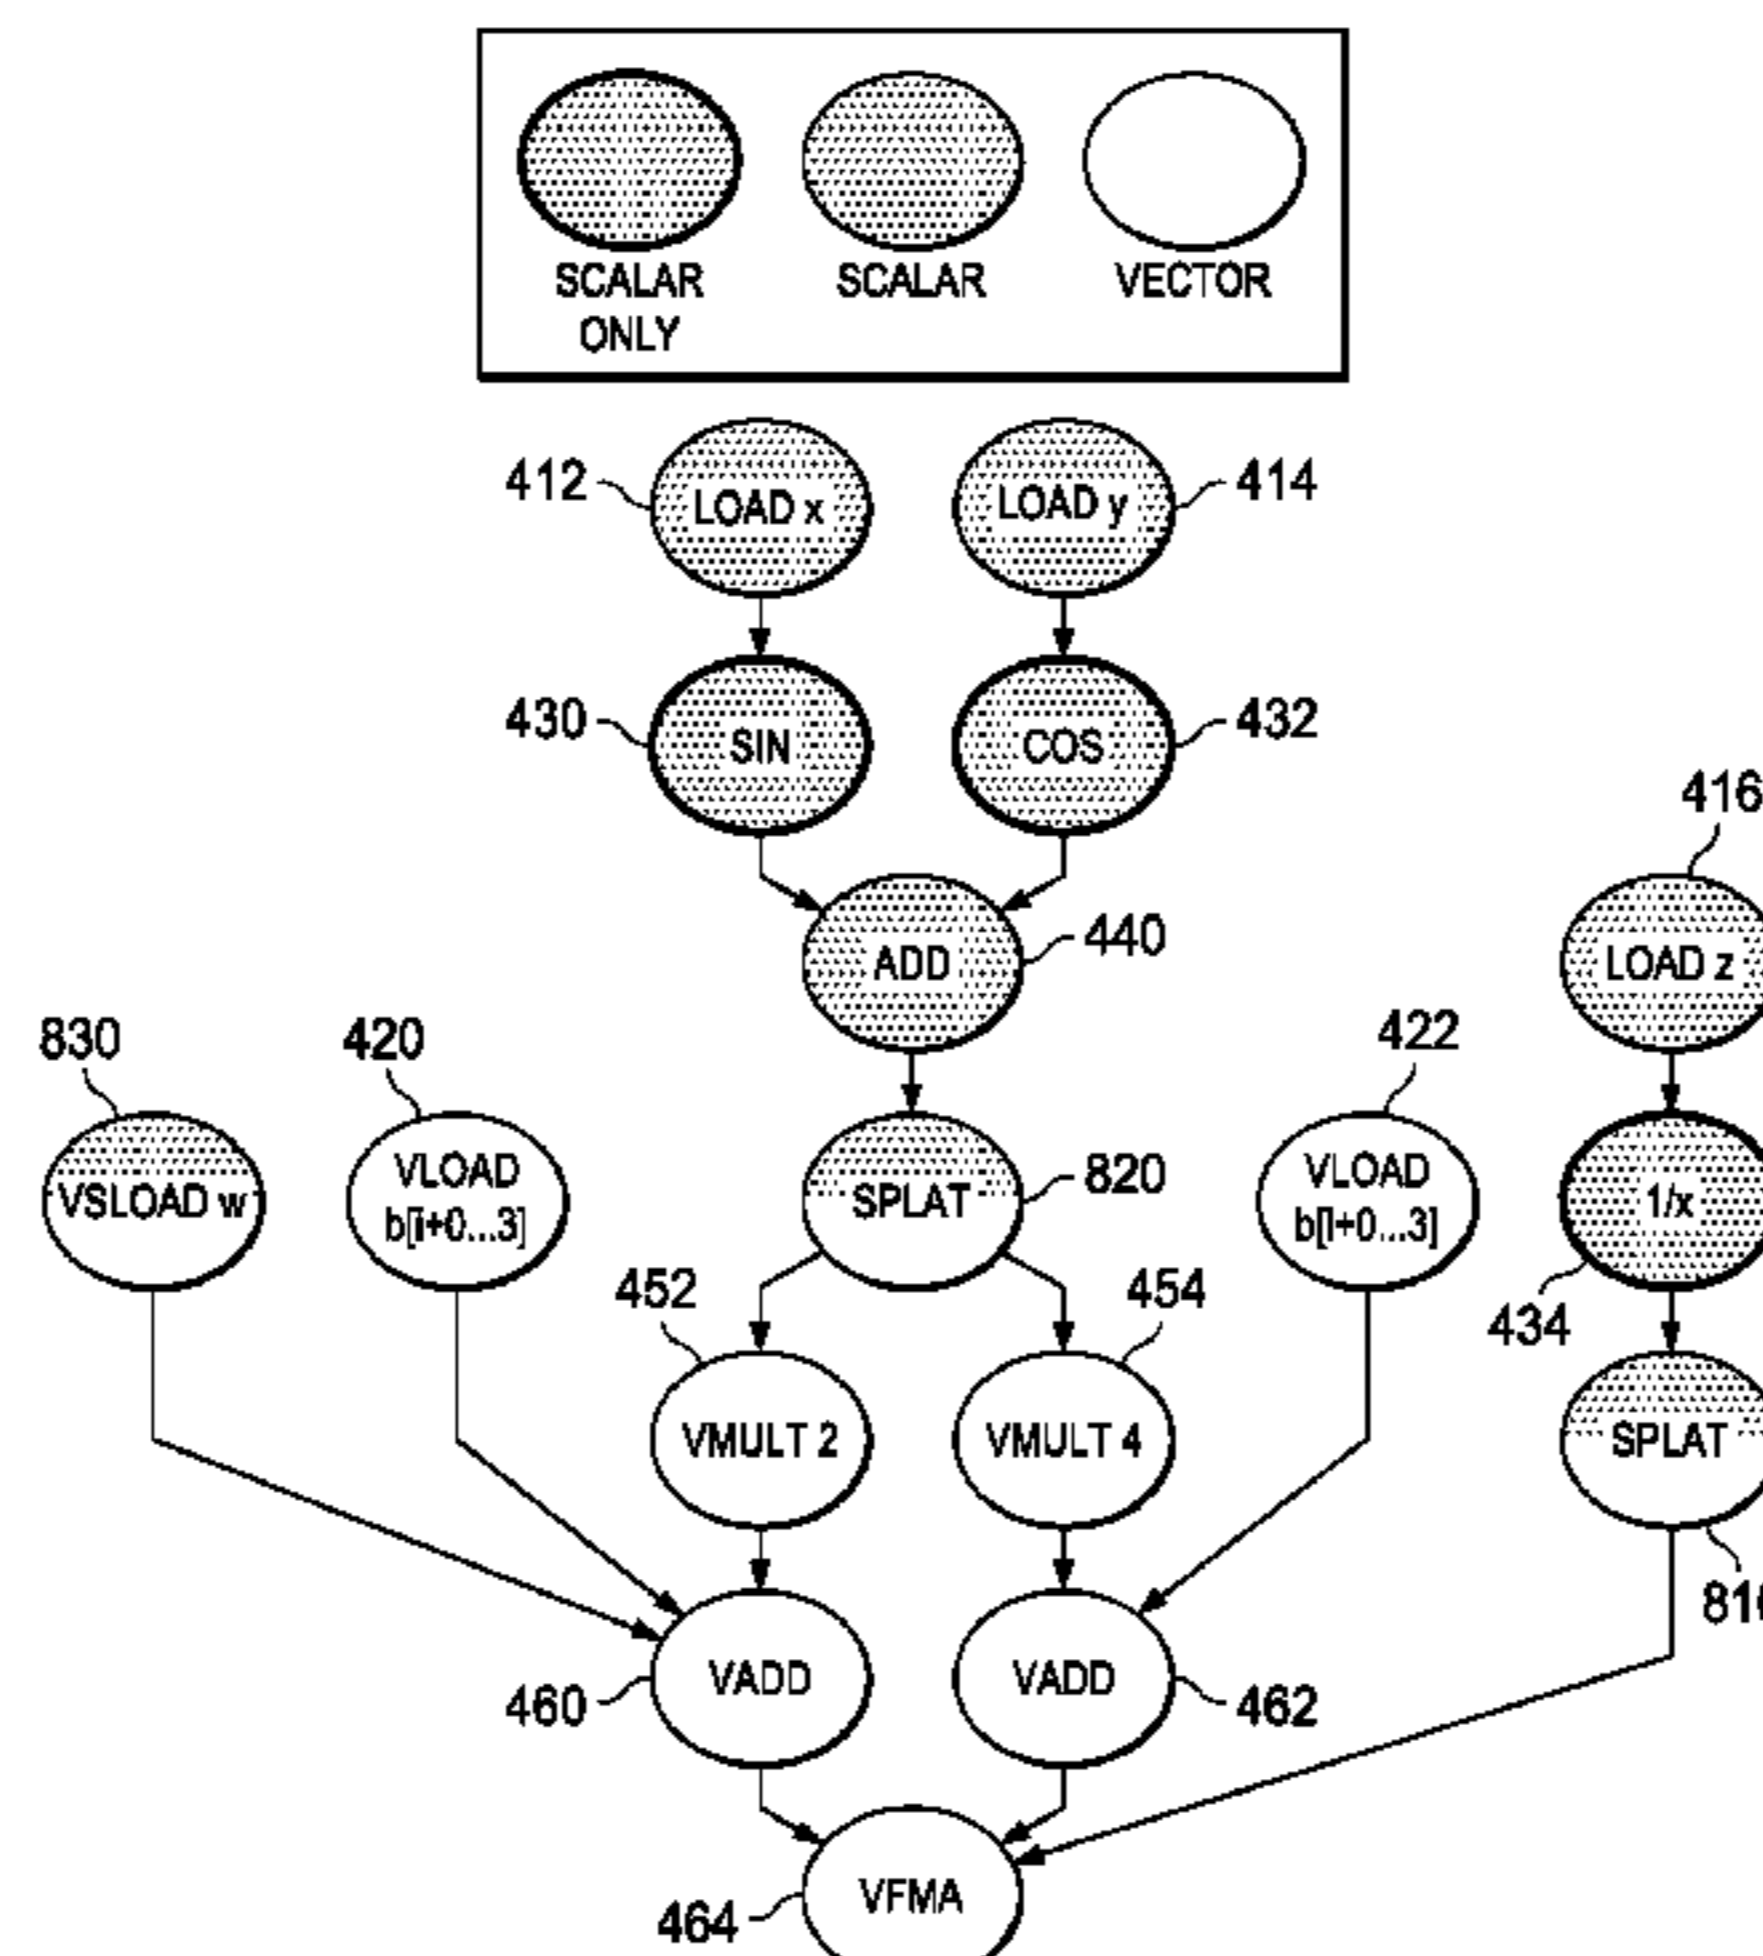 SCALAR ONLY
SCALAR
VECTOR
412
LOAD x
LOAD y
414
430
SIN
COS
432
416
ADD
440
LOAD z
830
420
422
VSLOAD w
VLOAD
b[i+0...3]
SPLAT
820
VLOAD
b[i+0...3]
1/x
434
452
454
VMULT 2
VMULT 4
SPLAT
460
VADD
VADD
462
464
VFMA